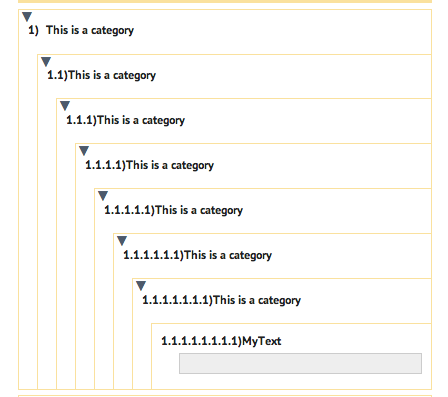 1) This is a category
1.1)This is a category
1.1.1)This is a category
1.1.1.1)This is a category
1.1.1.1.1)This is a category
1.1.1.1.1.1)This is a category
1.1.1.1.1.1.1)This is a category
1.1.1.1.1.1.1.1)MyText